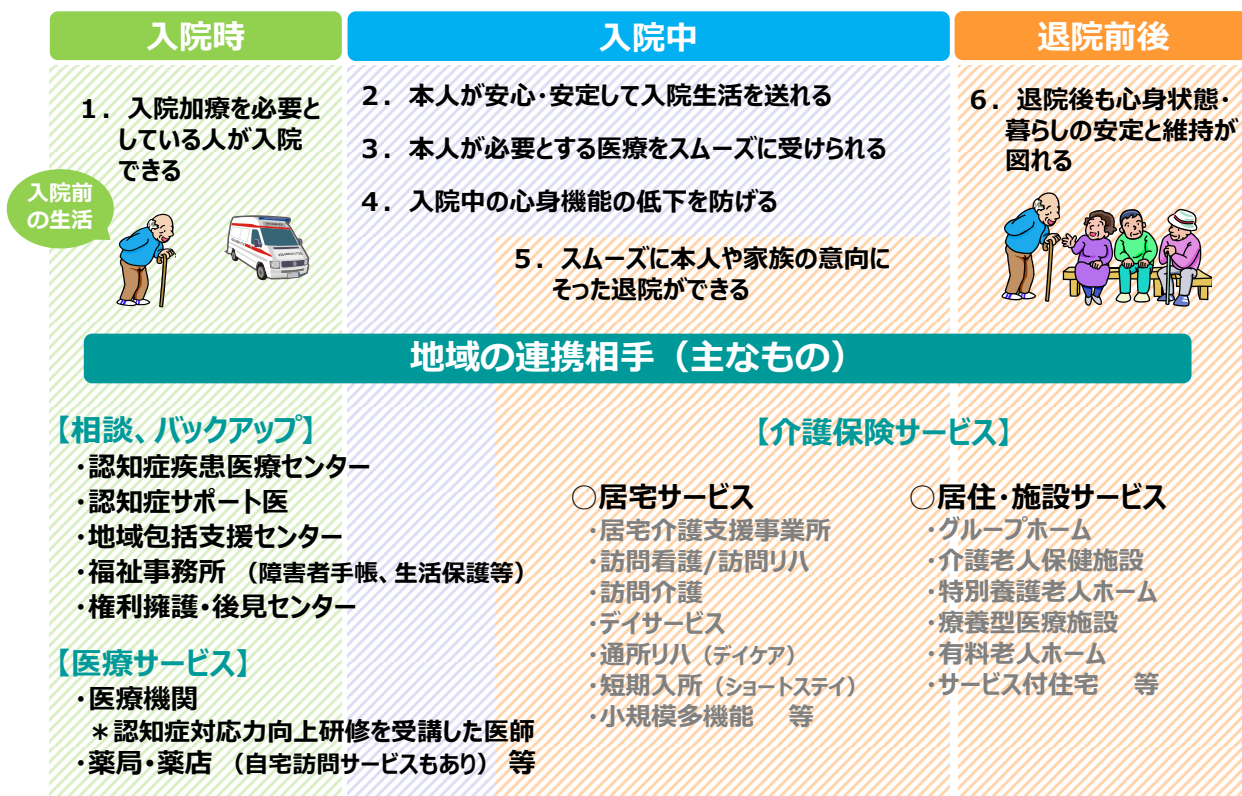 入院時
入院中
退院前後
1．入院加療を必要と
している人が入院
できる
入院前
の生活
2．本人が安心・安定して入院生活を送れる
3．本人が必要とする医療をスムーズに受けられる
4．入院中の心身機能の低下を防げる
5．スムーズに本人や家族の意向に
そった退院ができる
6．退院後も心身状態・
暮らしの安定と維持が
図れる
地域の連携相手（主なもの）
【相談、バックアップ】
・認知症疾患医療センター
・認知症サポート医
・地域包括支援センター
・福祉事務所（障害者手帳、生活保護等）
・権利擁護・後見センター
【医療サービス】
・医療機関
＊認知症対応力向上研修を受講した医師
・薬局・薬店（自宅訪問サービスもあり） 等
【介護保険サービス】
○居宅サービス
・居宅介護支援事業所
・訪問看護/訪問リハ
・訪問介護
・デイサービス
・通所リハ（デイケア）
・短期入所（ショートステイ）
・小規模多機能 等
○居住・施設サービス
・グループホーム
・介護老人保健施設
・特別養護老人ホーム
・療養型医療施設
・有料老人ホーム
・サービス付住宅 等